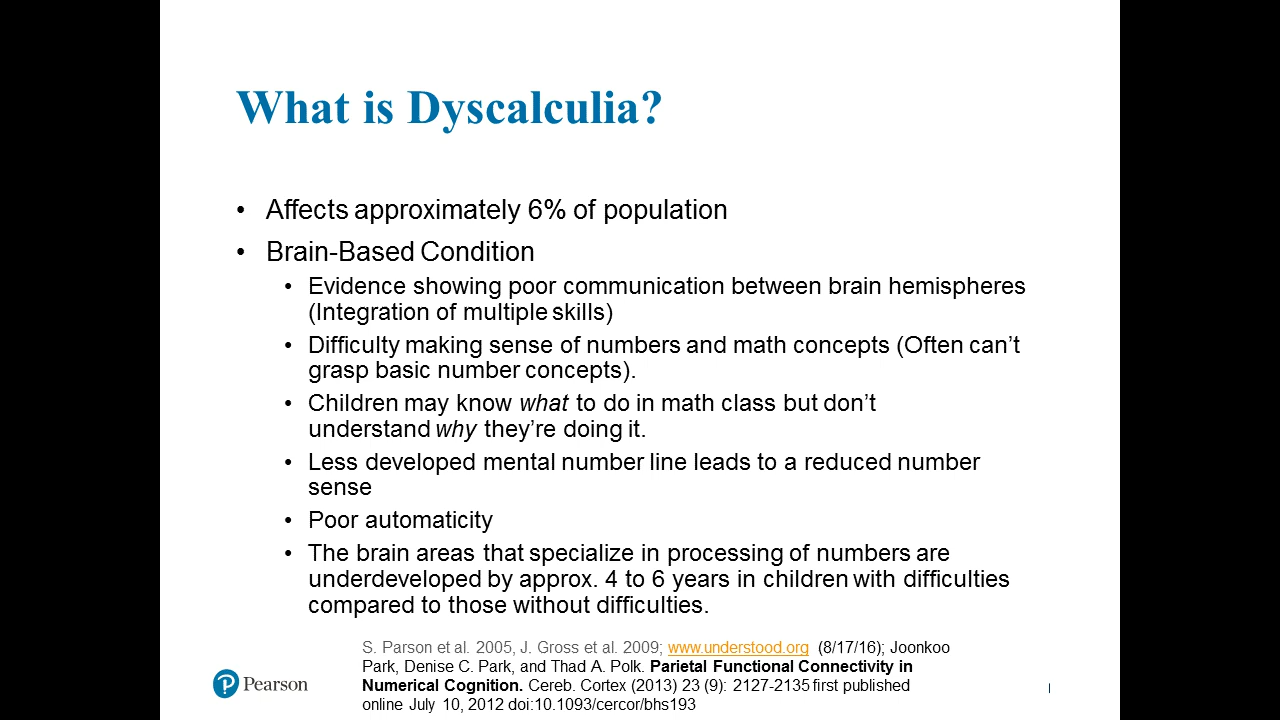 What is Dyscalculia?
• Affects approximately 6% of population
• Brain-Based Condition
• Evidence showing poor communication between brain hemispheres
(Integration of multiple skills)
• Difficulty making sense of numbers and math concepts (Often can’t
grasp basic number concepts).
• Children may know what to do in math class but don’t
understand why they’re doing it.
• Less developed mental number line leads to a reduced number
sense
• Poor automaticity
• The brain areas that specialize in processing of numbers are
underdeveloped by approx. 4 to 6 years in children with difficulties
compared to those without difficulties.
S. Parson et al. 2005, J. Gross et al. 2009; www.understood.org (8/17/16); Joonkoo
Park, Denise C. Park, and Thad A. Polk. Parietal Functional Connectivity in
Numerical Cognition. Cereb. Cortex (2013) 23 (9): 2127-2135 first published
online July 10, 2012 doi:10.1093/cercor/bhs193
P Pearson